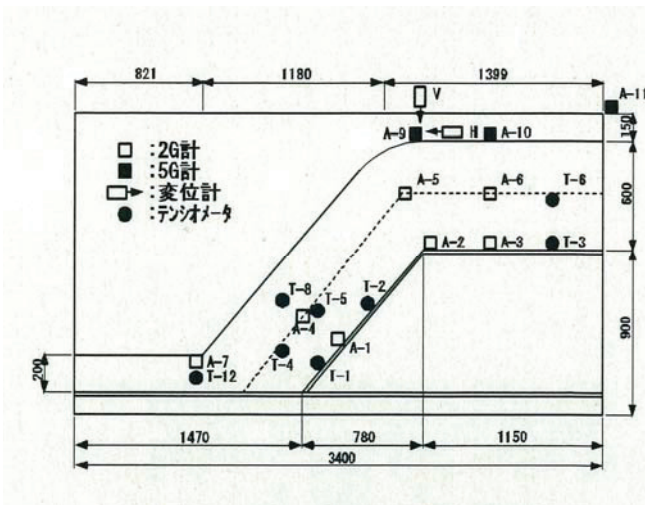 821 1180 1399
V
A-11
A-9 H A-10
150
□:2G計
■:5G計
:変位計
●:テンシオメータ
A-5 A-6 T-6
600
A-2 A-3 T-3
T-8 T-5 T-2
A-4
A-1
T-4 T-1
900
A-7
T-12
200
1470 780 1150
3400